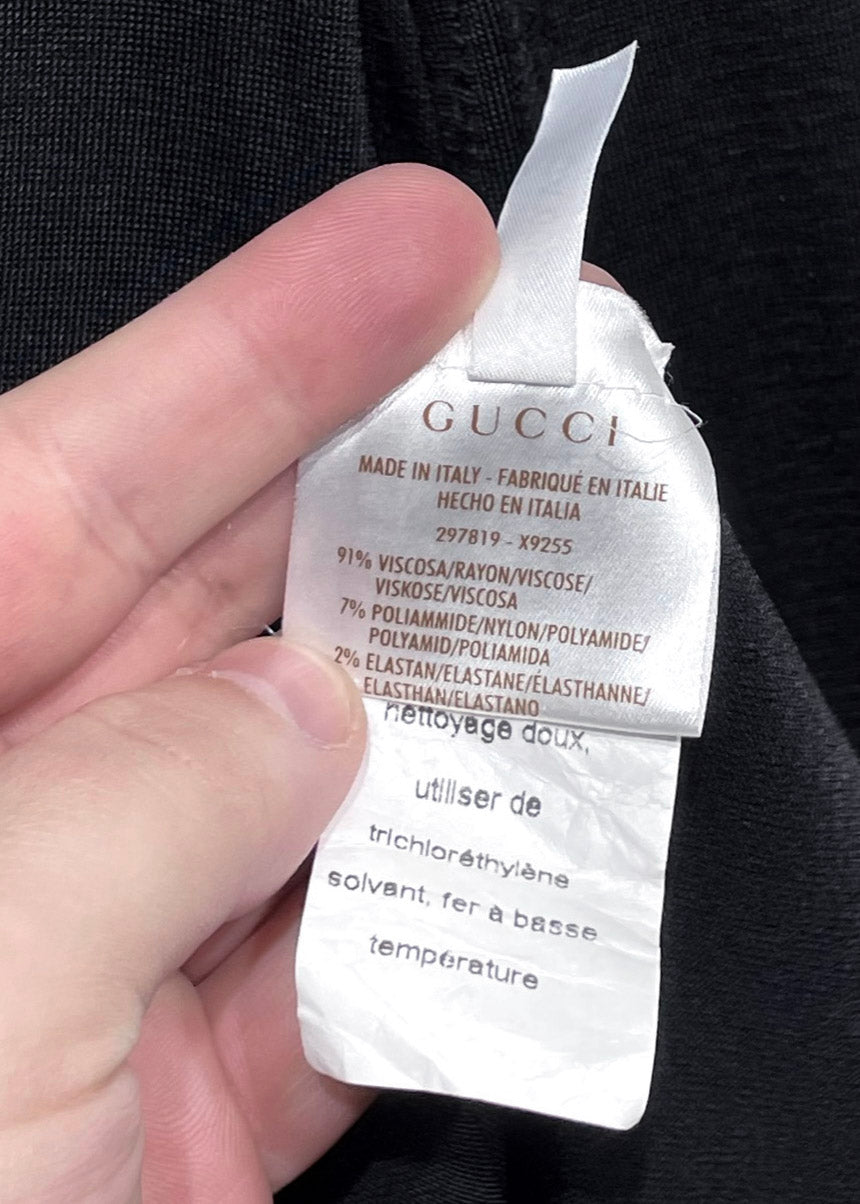 GUCCI
MADE IN ITALY - FABRIQUÉ EN ITALIE
HECHO EN ITALIA
297819 - X9255
91% VISCOSA/RAYON/VISCOSE/
VISKOSE/VISCOSA
7% POLIAMMIDE/NYLON/POLYAMIDE/
POLYAMID/POLIAMIDA
2% ELASTAN/ELASTANE/ÉLASTHANNE/
ELASTHAN/ELASTANO
nettoyage doux,
utiliser de
trichloréthylène
solvant, fer à basse
température